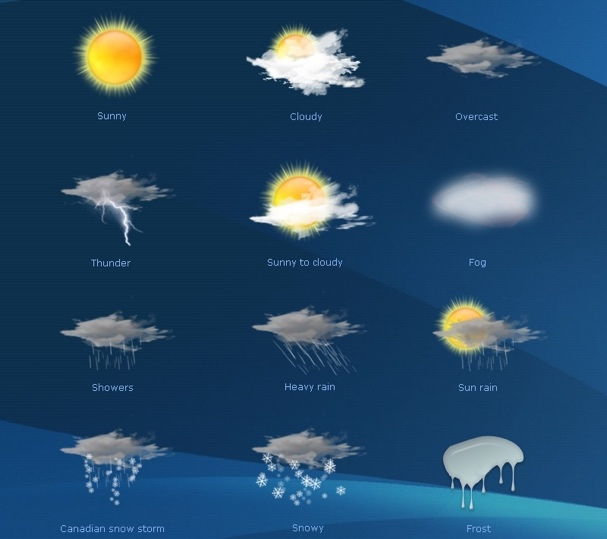 Sunny
Cloudy
Overcast
Thunder
Sunny to cloudy
Fog
Showers
Heavy rain
Sun rain
Canadian snow storm
Snowy
Frost